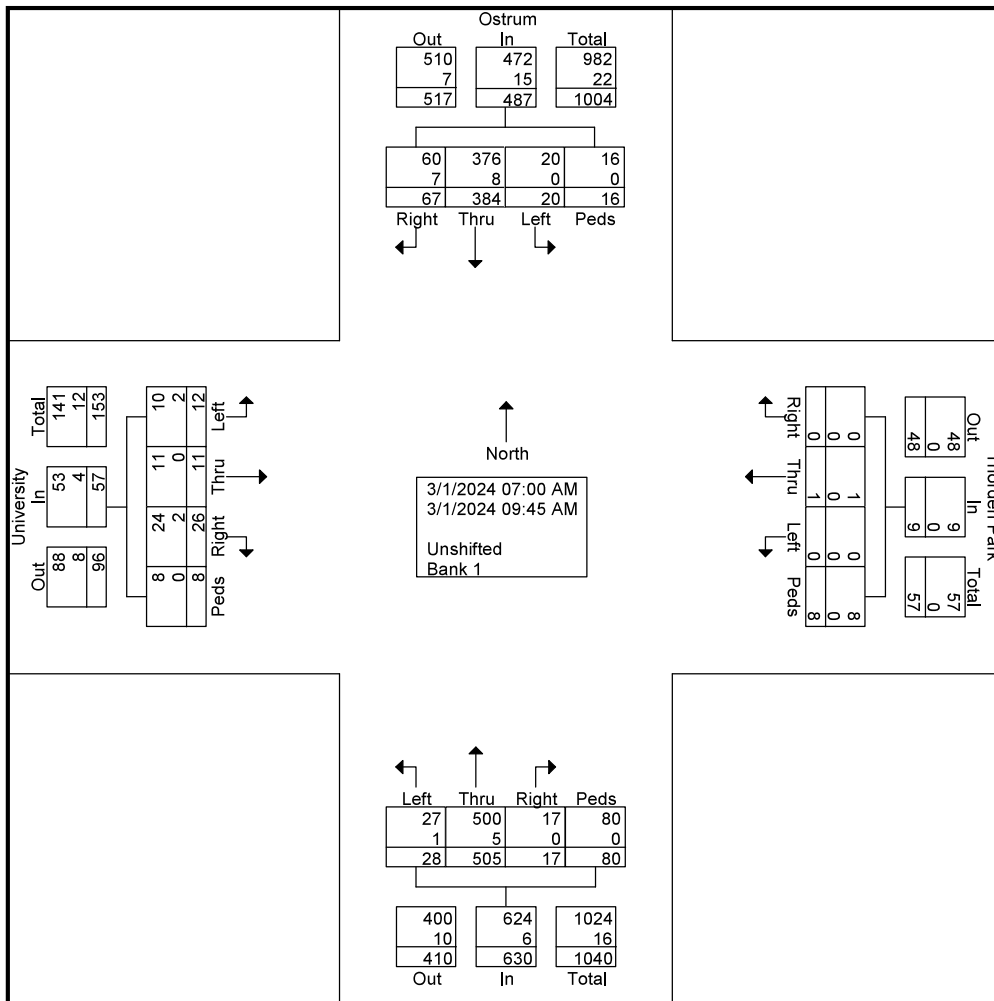 Ostrum
Out In Total
510 472 982
7 15 22
517 487 1004
60 376 20 16
7 8 0 0
67 384 20 16
Right Thru Left Peds
University
Total In Out
141 53 88
12 4 8
153 57 96
10 11 24 8
2 0 2 0
12 11 26 8
Left Thru Right Peds
North
3/1/2024 07:00 AM
3/1/2024 09:45 AM
Unshifted
Bank 1
Right Thru Left Peds
0 1 0 8
0 0 0 0
0 1 0 8
Out In Total
48 9 57
0 0 0
48 9 57
Thorden Park
Left Thru Right Peds
27 500 17 80
1 5 0 0
28 505 17 80
400 624 1024
10 6 16
410 630 1040
Out In Total